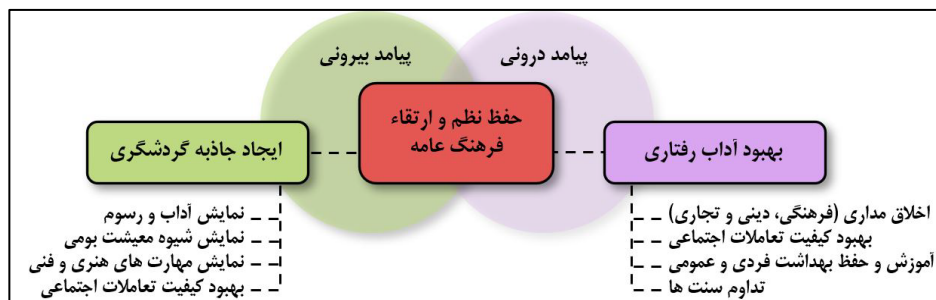 پیامد درونی
پیامد بیرونی
حفظ نظم و ارتقاء
فرهنگ عامه
بهبود آداب رفتاری
ایجاد جاذبه گردشگری
اخلاق مداری (فرهنگی، دینی و تجاری)
بهبود کیفیت تعاملات اجتماعی
آموزش و حفظ بهداشت فردی و عمومی
تداوم سنت ها
نمایش آداب و رسوم
نمایش شیوه معیشت بومی
نمایش مهارت های هنری و فنی
بهبود کیفیت تعاملات اجتماعی